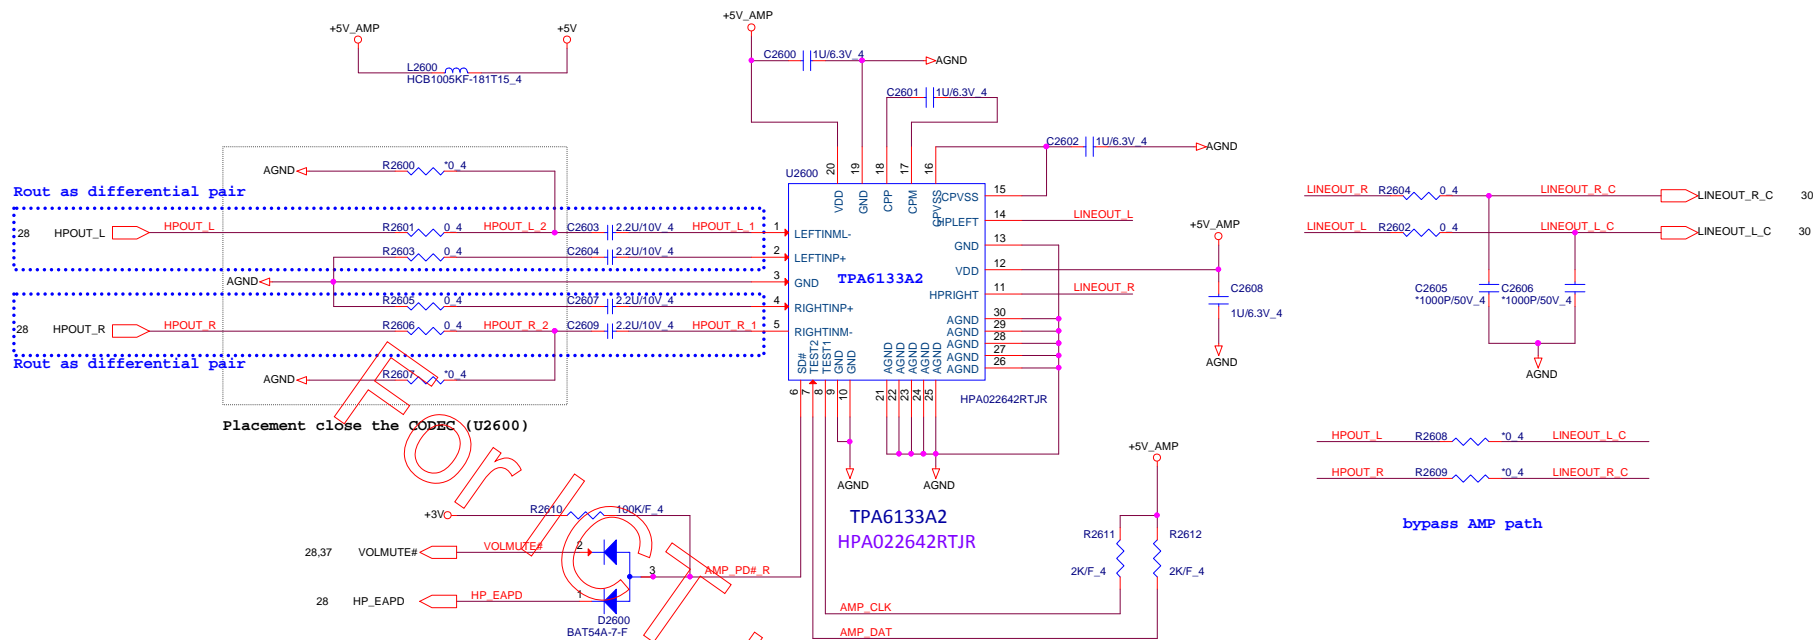 +5V_AMP
+5V
L2600
HCB1005KF-181T15_4
+5V_AMP
C2600 1U/6.3V_4
AGND
C2601 1U/6.3V_4
C2602 1U/6.3V_4
AGND
AGND R2600 *0_4
Rout as differential pair
28 HPOUT_L HPOUT_L R2601 0_4 HPOUT_L_2 C2603 2.2U/10V_4 HPOUT_L_1
R2603 0_4 C2604 2.2U/10V_4
AGND
R2605 0_4 C2607 2.2U/10V_4
28 HPOUT_R HPOUT_R R2606 0_4 HPOUT_R_2 C2609 2.2U/10V_4 HPOUT_R_1
Rout as differential pair
AGND R2607 *0_4
Placement close the CODEC (U2600)
U2600
20 19 18 17 16
VDD GND CPP CPM CPVSS
1 LEFTINML-
2 LEFTINP+
3 GND
4 RIGHTINP+
5 RIGHTINM-
TPA6133A2
CPVSS 15
HPLEFT 14 LINEOUT_L
GND 13
VDD 12
HPRIGHT 11 LINEOUT_R
AGND 30
AGND 29
AGND 28
AGND 27
AGND 26
SD# TEST2 TEST1 GND GND AGND AGND AGND AGND AGND
6 7 8 9 10 21 22 23 24 25
HPA022642RTJR
AGND
AGND
TPA6133A2
HPA022642RTJR
+5V_AMP
C2608
1U/6.3V_4
AGND
LINEOUT_R R2604 0_4 LINEOUT_R_C LINEOUT_R_C 30
LINEOUT_L R2602 0_4 LINEOUT_L_C LINEOUT_L_C 30
C2605 C2606
*1000P/50V_4 *1000P/50V_4
AGND
HPOUT_L R2608 *0_4 LINEOUT_L_C
HPOUT_R R2609 *0_4 LINEOUT_R_C
bypass AMP path
+3V R2610 100K/F_4
28,37 VOLMUTE# VOLMUTE# 2
3 AMP_PD#_R
28 HP_EAPD HP_EAPD 1
D2600
BAT54A-7-F
+5V_AMP
R2611 R2612
2K/F_4 2K/F_4
AMP_CLK
AMP_DAT
For ICT